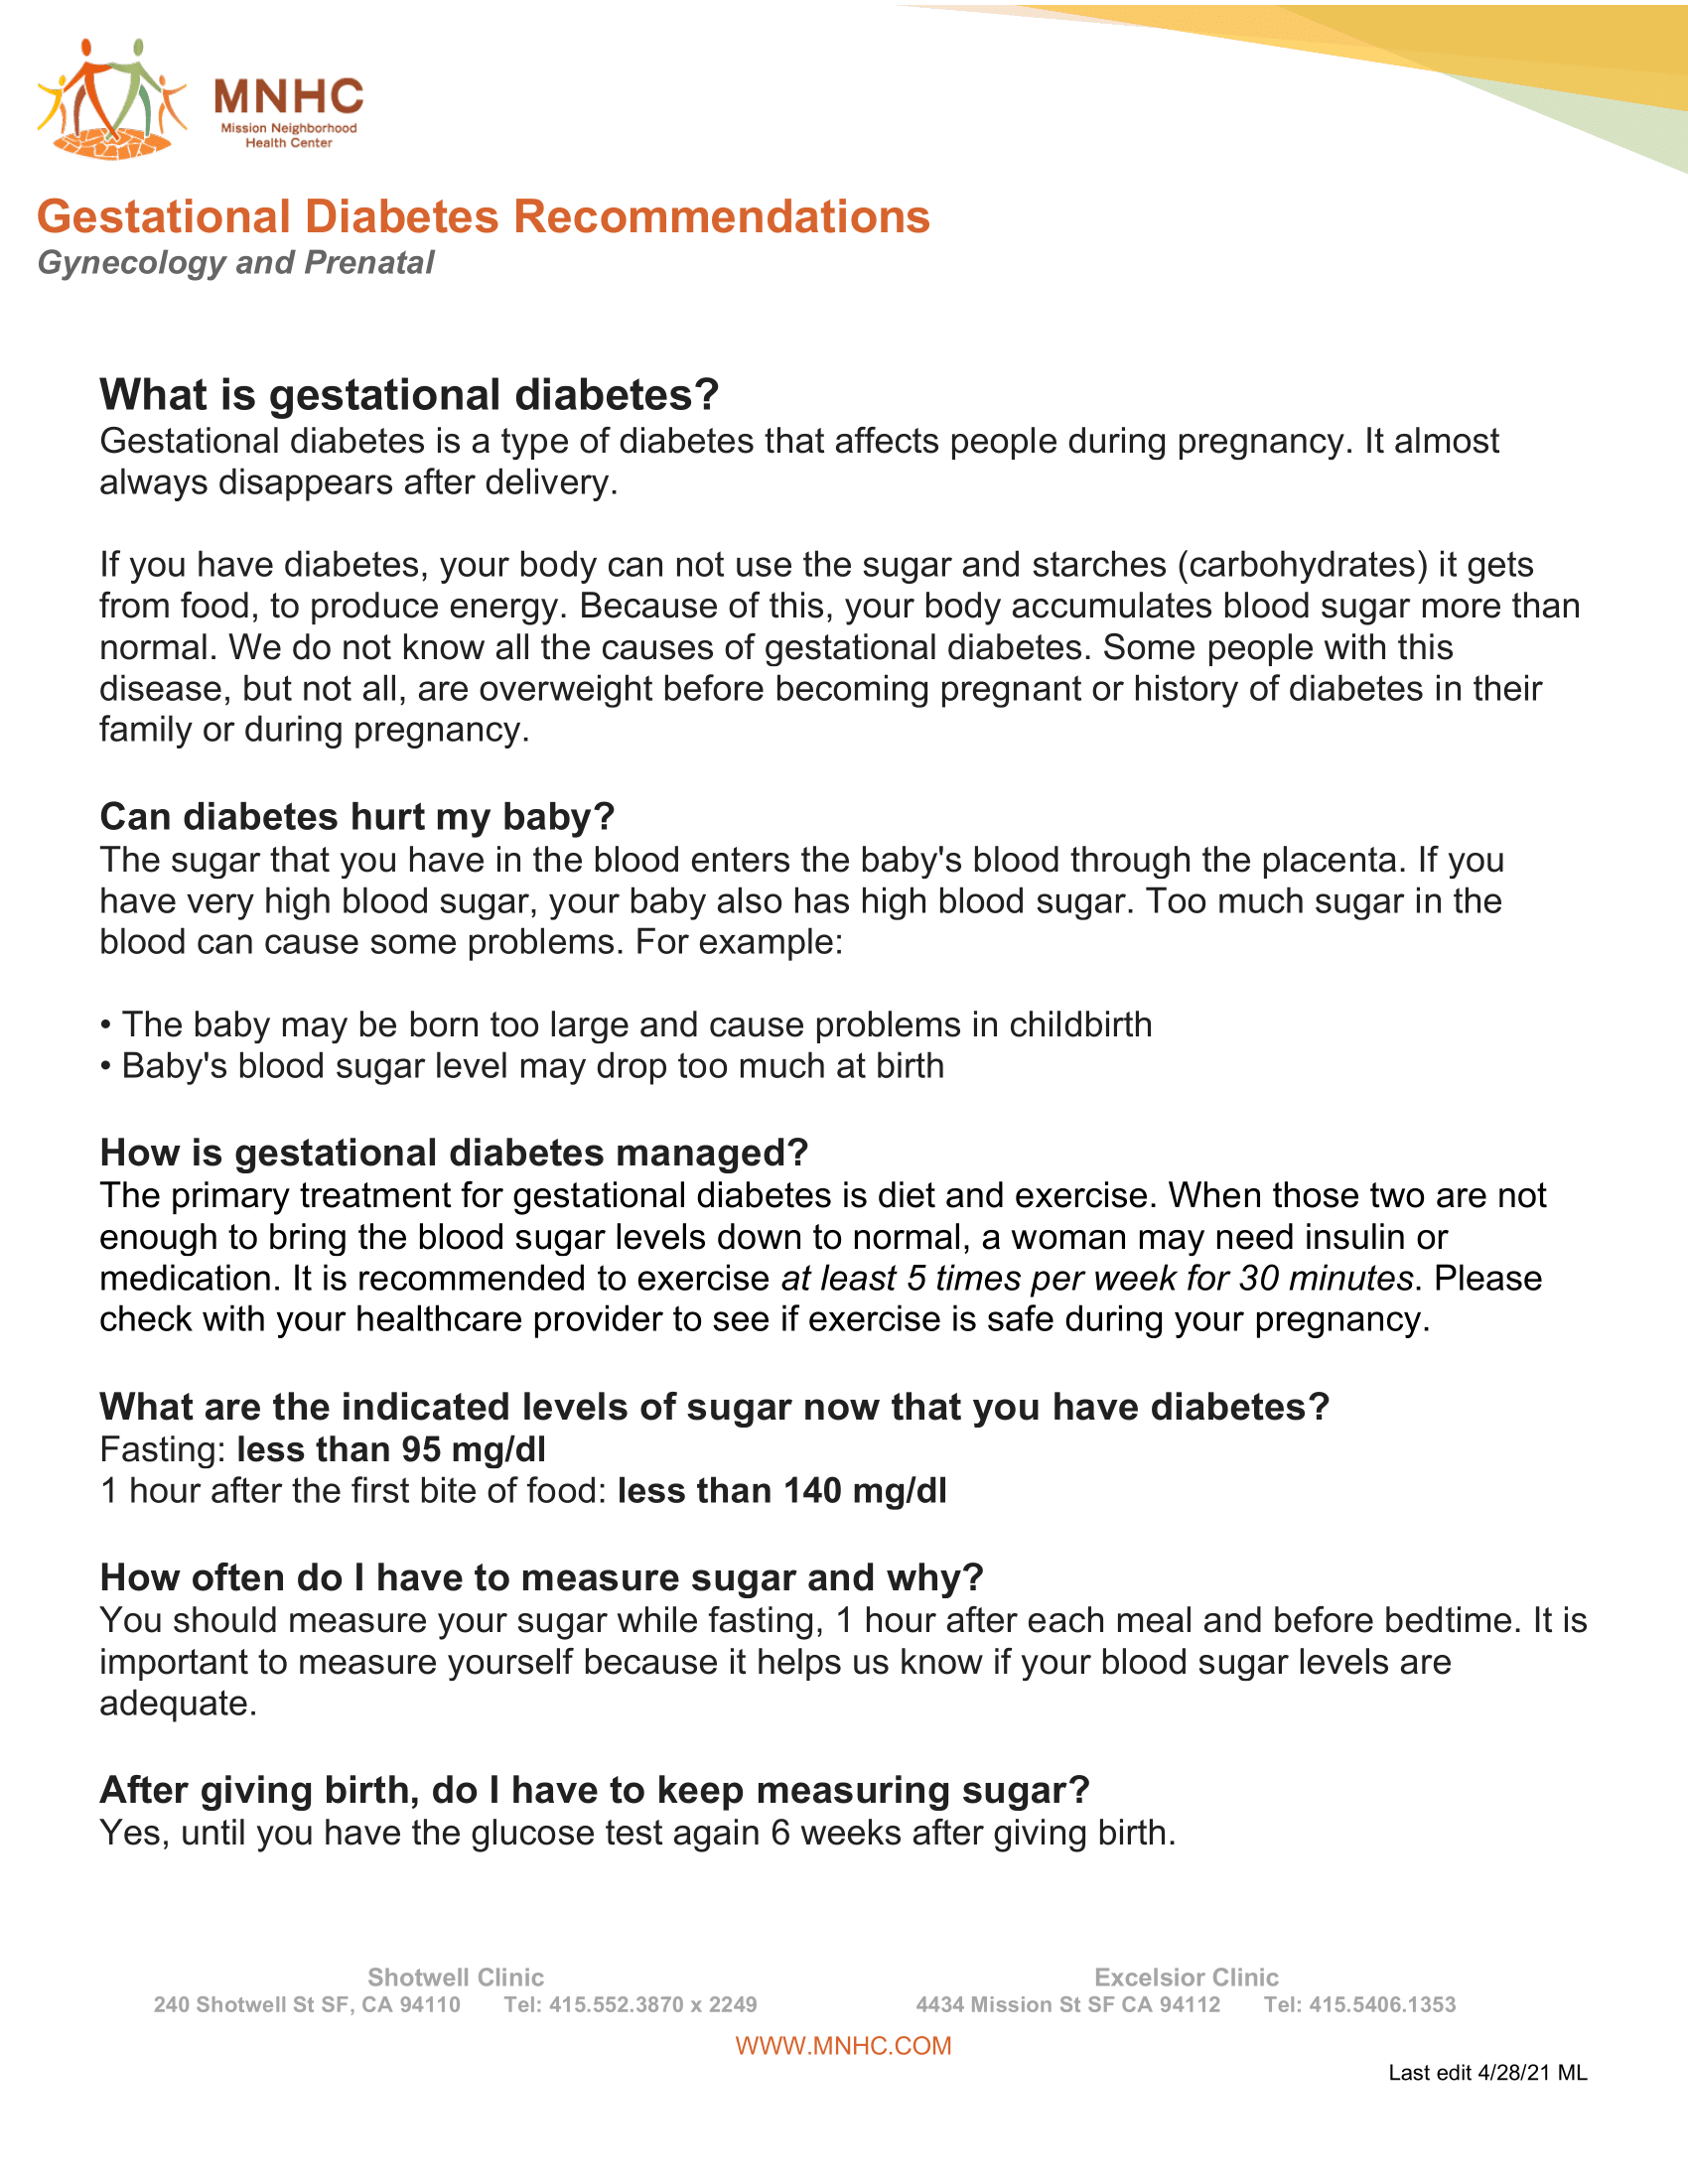 MNHC
Mission Neighborhood
Health Center
Gestational Diabetes Recommendations
Gynecology and Prenatal
What is gestational diabetes?
Gestational diabetes is a type of diabetes that affects people during pregnancy. It almost
always disappears after delivery.
If you have diabetes, your body can not use the sugar and starches (carbohydrates) it gets
from food, to produce energy. Because of this, your body accumulates blood sugar more than
normal. We do not know all the causes of gestational diabetes. Some people with this
disease, but not all, are overweight before becoming pregnant or history of diabetes in their
family or during pregnancy.
Can diabetes hurt my baby?
The sugar that you have in the blood enters the baby's blood through the placenta. If you
have very high blood sugar, your baby also has high blood sugar. Too much sugar in the
blood can cause some problems. For example:
• The baby may be born too large and cause problems in childbirth
• Baby's blood sugar level may drop too much at birth
How is gestational diabetes managed?
The primary treatment for gestational diabetes is diet and exercise. When those two are not
enough to bring the blood sugar levels down to normal, a woman may need insulin or
medication. It is recommended to exercise at least 5 times per week for 30 minutes. Please
check with your healthcare provider to see if exercise is safe during your pregnancy.
What are the indicated levels of sugar now that you have diabetes?
Fasting: less than 95 mg/dl
1 hour after the first bite of food: less than 140 mg/dl
How often do I have to measure sugar and why?
You should measure your sugar while fasting, 1 hour after each meal and before bedtime. It is
important to measure yourself because it helps us know if your blood sugar levels are
adequate.
After giving birth, do I have to keep measuring sugar?
Yes, until you have the glucose test again 6 weeks after giving birth.
Shotwell Clinic
240 Shotwell St SF, CA 94110 Tel: 415.552.3870 x 2249
Excelsior Clinic
4434 Mission St SF CA 94112 Tel: 415.5406.1353
WWW.MNHC.COM
Last edit 4/28/21 ML